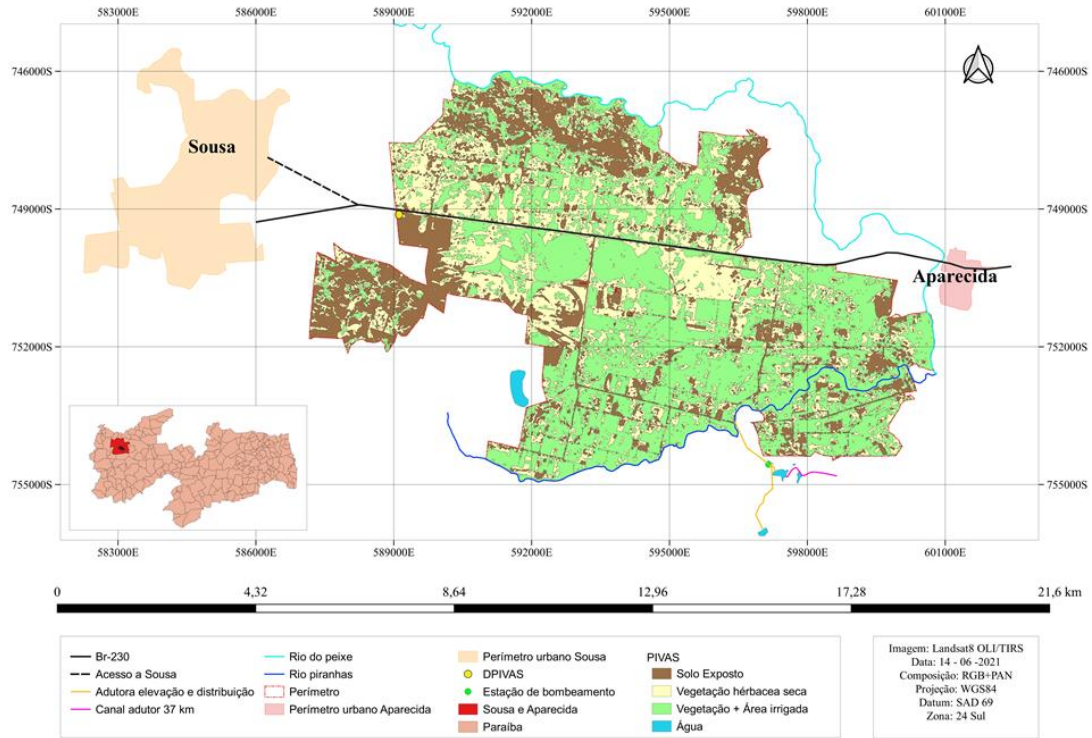 583000E 586000E 589000E 592000E 595000E 598000E 601000E
746000S 746000S
Sousa
749000S 749000S
Aparecida
752000S 752000S
755000S 755000S
583000E 586000E 589000E 592000E 595000E 598000E 601000E
0 4,32 8,64 12,96 17,28 21,6 km
Br-230
Acesso a Sousa
Adutora elevação e distribuição
Canal adutor 37 km
Rio do peixe
Rio piranhas
Perímetro
Perímetro urbano Aparecida
Perímetro urbano Sousa
DPIVAS
Estação de bombeamento
Sousa e Aparecida
Paraíba
PIVAS
Solo Exposto
Vegetação hérbacea seca
Vegetação + Área irrigada
Água
Imagem: Landsat8 OLI/TIRS
Data: 14 - 06 -2021
Composição: RGB+PAN
Projeção: WGS84
Datum: SAD 69
Zona: 24 Sul